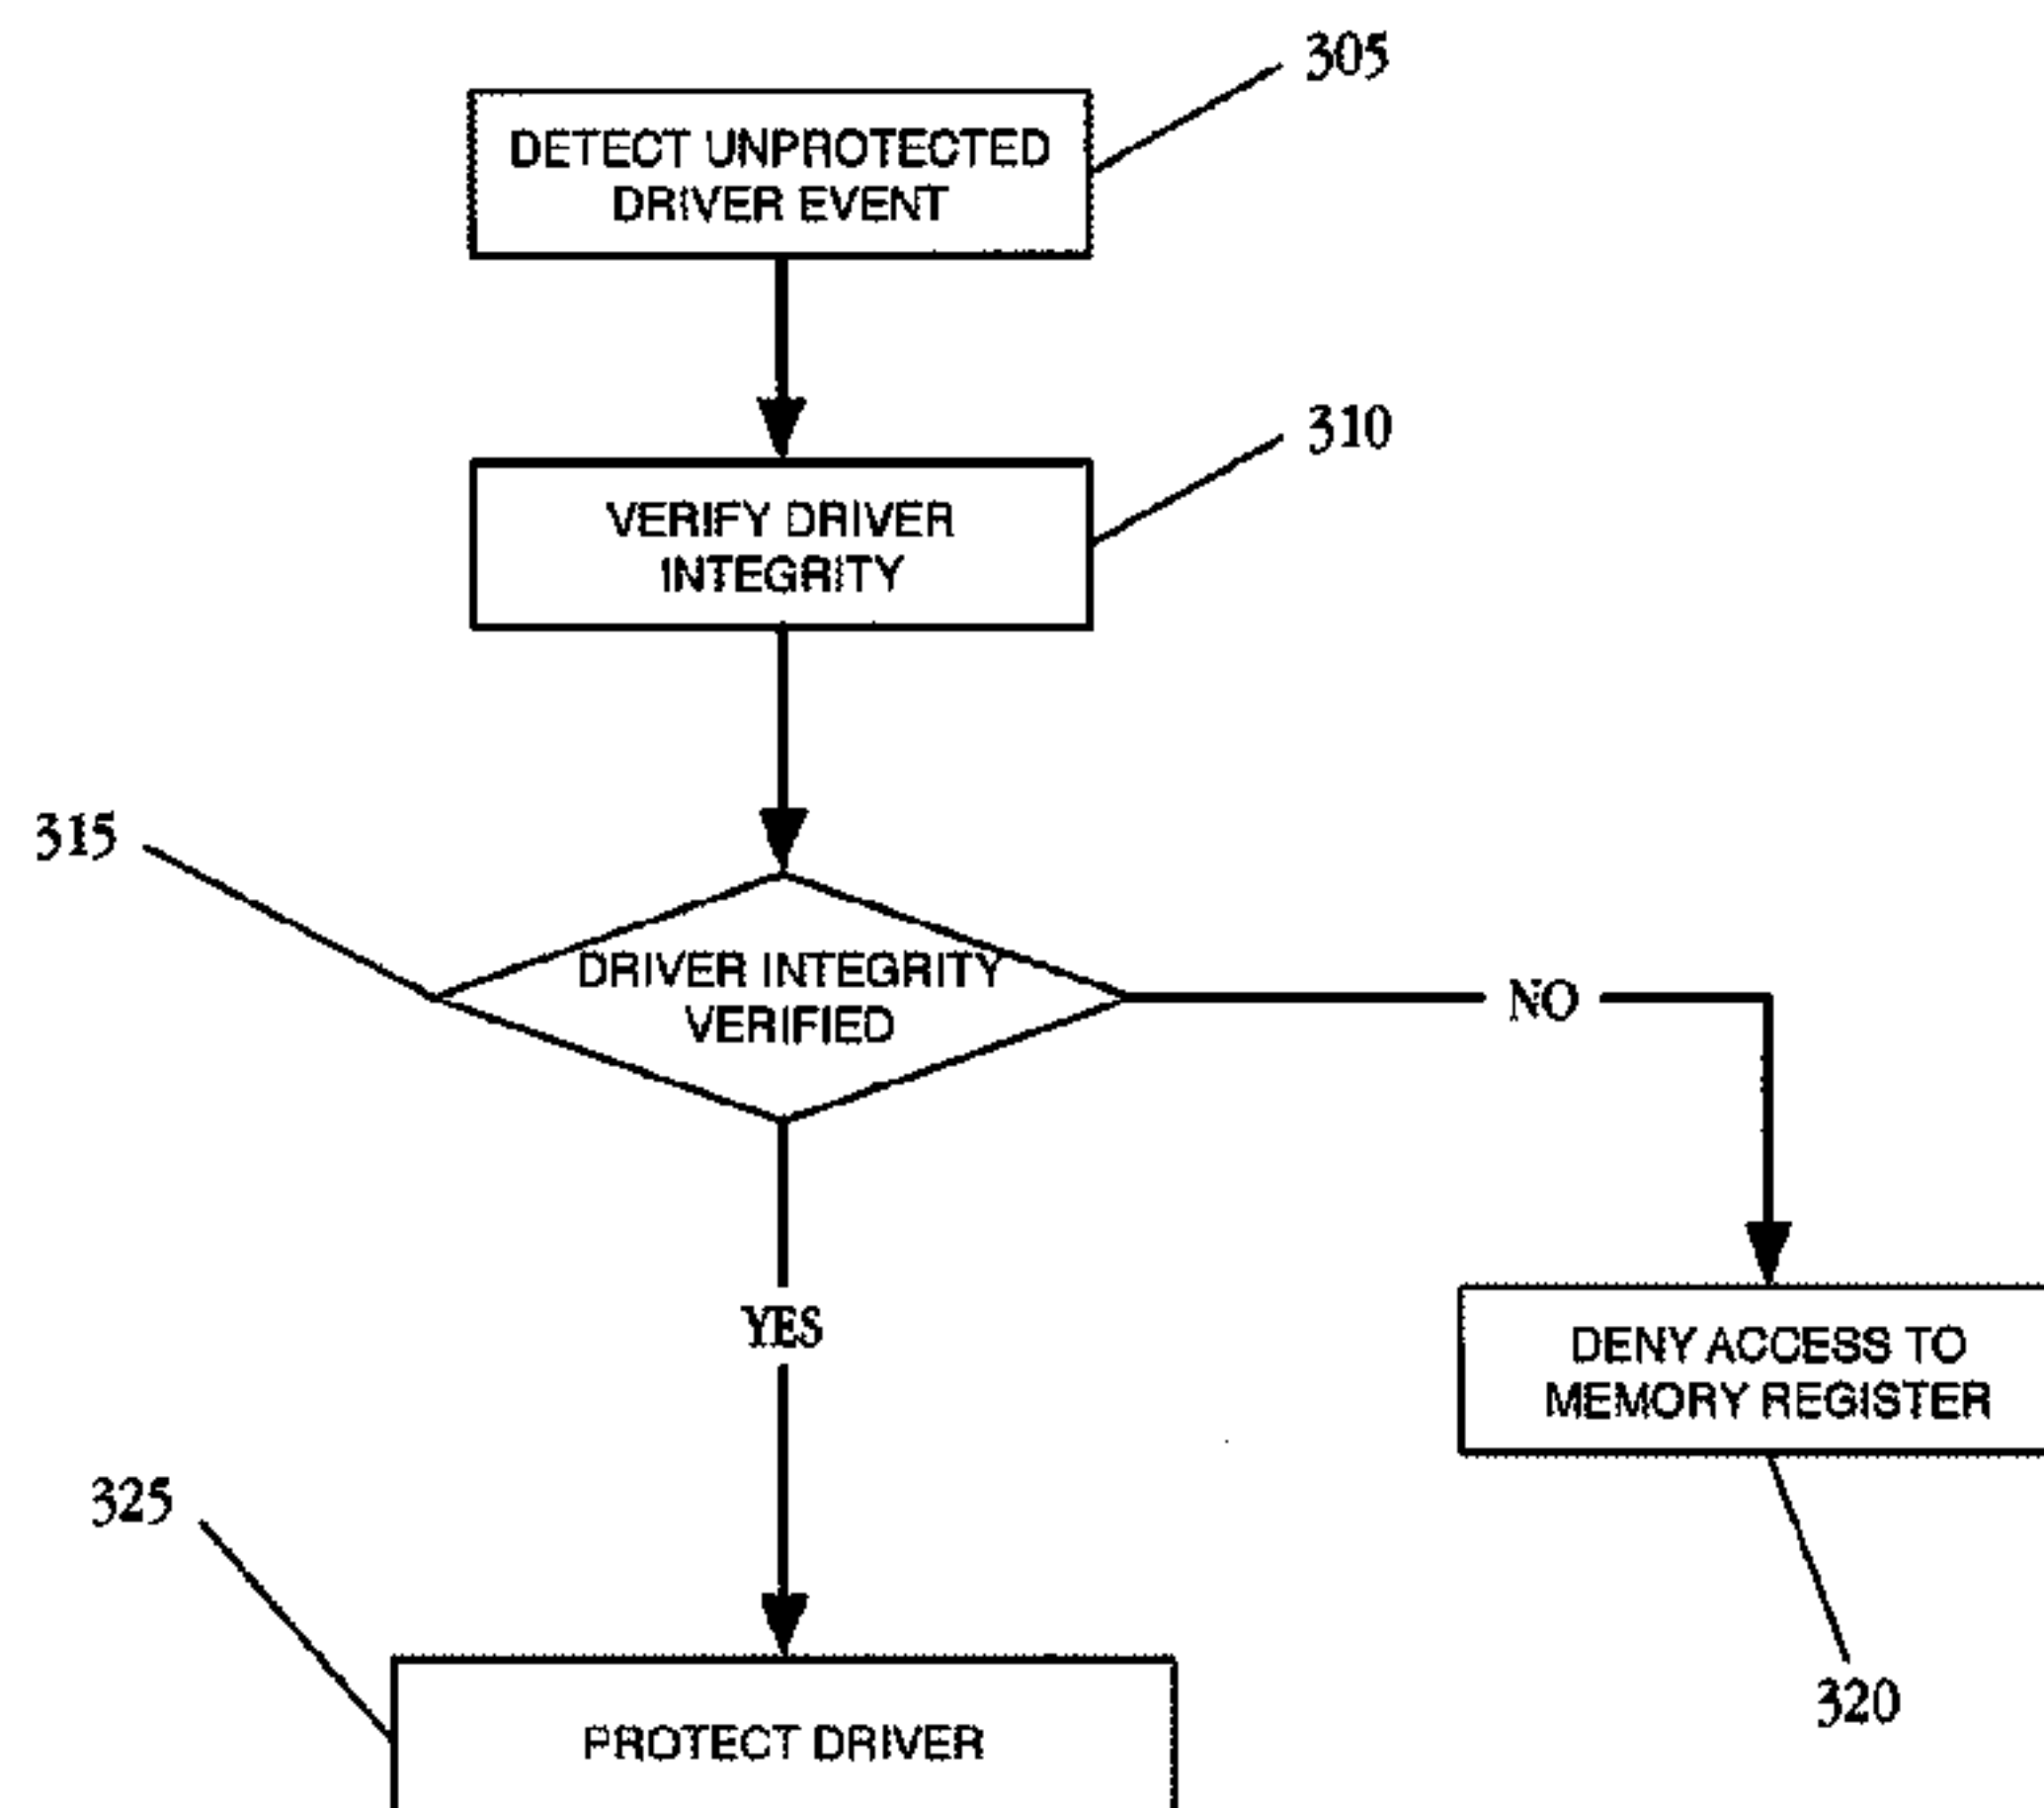 305
DETECT UNPROTECTED
DRIVER EVENT
310
VERIFY DRIVER
INTEGRITY
315
DRIVER INTEGRITY
VERIFIED
NO
YES
DENY ACCESS TO
MEMORY REGISTER
325
320
PROTECT DRIVER